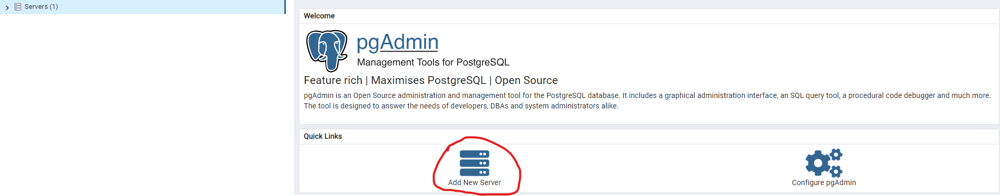 Servers (1)
Welcome
pgAdmin
Management Tools for PostgreSQL
Feature rich | Maximises PostgreSQL | Open Source
pgAdmin is an Open Source administration and management tool for the PostgreSQL database. It includes a graphical administration interface, an SQL query tool, a procedural code debugger and much more.
The tool is designed to answer the needs of developers, DBAs and system administrators alike.
Quick Links
Add New Server
Configure pgAdmin